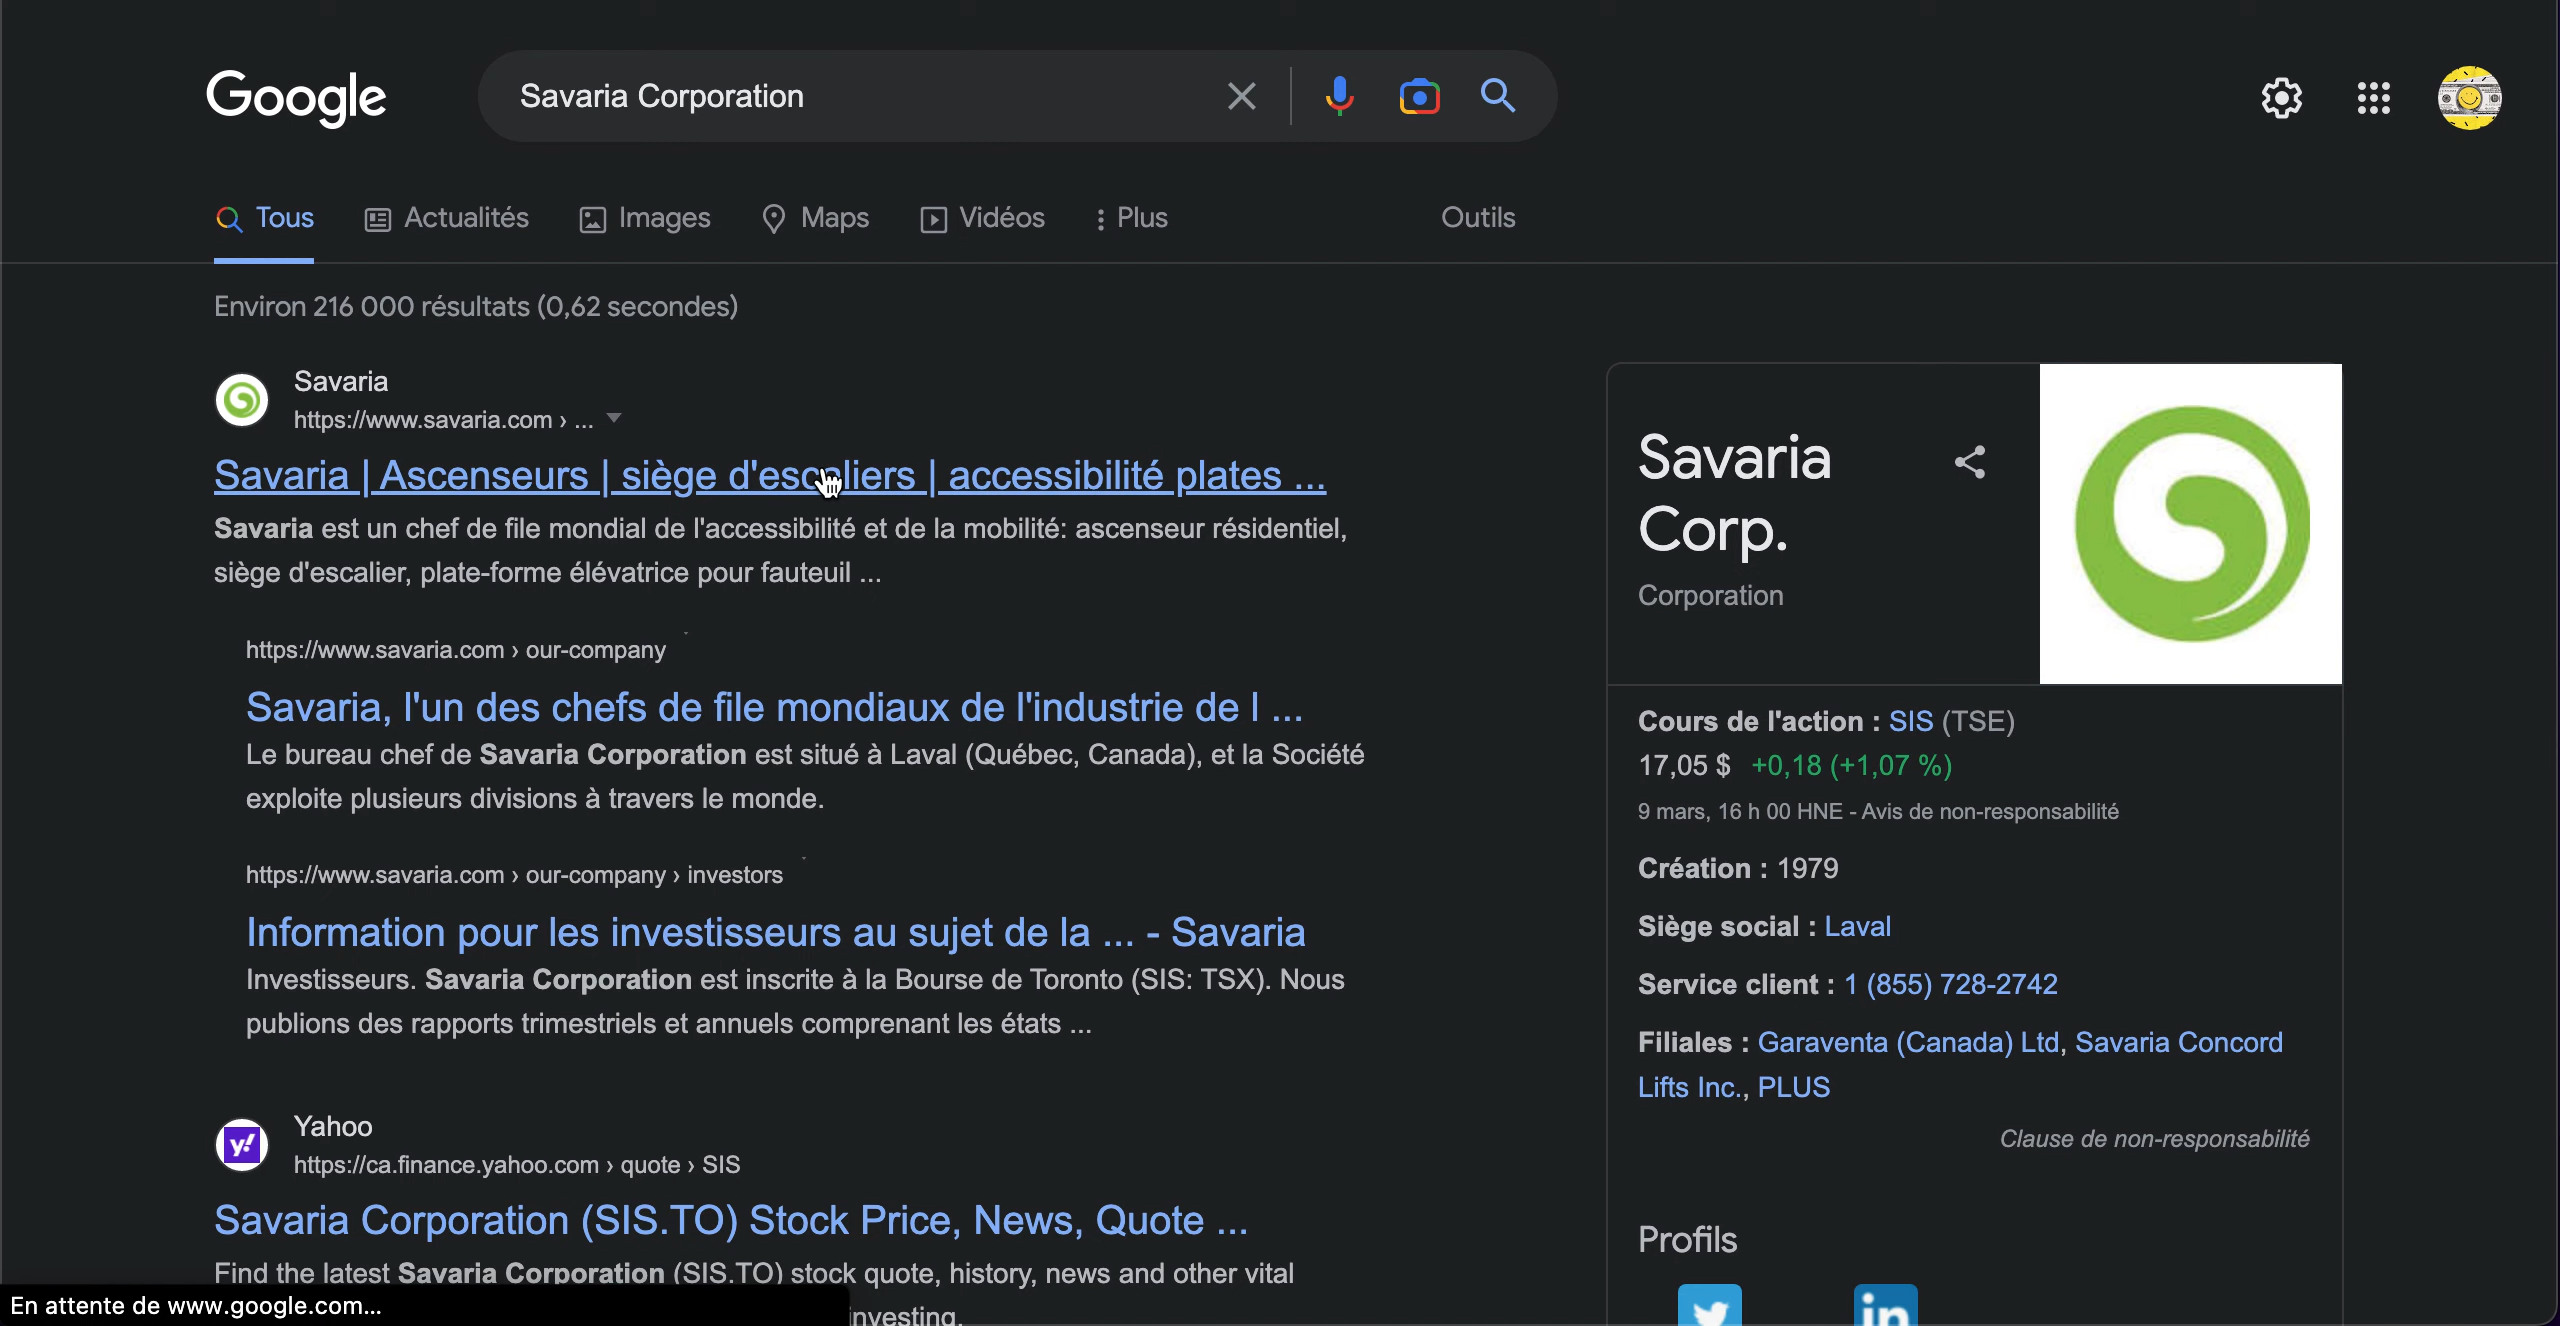 Google
Savaria Corporation
Tous
Actualités
Images
Maps
Vidéos
Plus
Outils
Environ 216 000 résultats (0,62 secondes)
Savaria
https://www.savaria.com › ...
Savaria | Ascenseurs | siège d'escaliers | accessibilité plates ...
Savaria est un chef de file mondial de l'accessibilité et de la mobilité: ascenseur résidentiel,
siège d'escalier, plate-forme élévatrice pour fauteuil ...
https://www.savaria.com › our-company
Savaria, l'un des chefs de file mondiaux de l'industrie de l ...
Le bureau chef de Savaria Corporation est situé à Laval (Québec, Canada), et la Société
exploite plusieurs divisions à travers le monde.
https://www.savaria.com › our-company › investors
Information pour les investisseurs au sujet de la ... - Savaria
Investisseurs. Savaria Corporation est inscrite à la Bourse de Toronto (SIS: TSX). Nous
publions des rapports trimestriels et annuels comprenant les états ...
y!
Yahoo
https://ca.finance.yahoo.com › quote › SIS
Savaria Corporation (SIS.TO) Stock Price, News, Quote ...
Find the latest Savaria Corporation (SIS.TO) stock quote, history, news and other vital
investing.
En attente de www.google.com...
Savaria
Corp.
Corporation
Cours de l'action : SIS (TSE)
17,05 $ +0,18 (+1,07 %)
9 mars, 16 h 00 HNE - Avis de non-responsabilité
Création : 1979
Siège social : Laval
Service client : 1 (855) 728-2742
Filiales : Garaventa (Canada) Ltd, Savaria Concord
Lifts Inc., PLUS
Clause de non-responsabilité
Profils
in